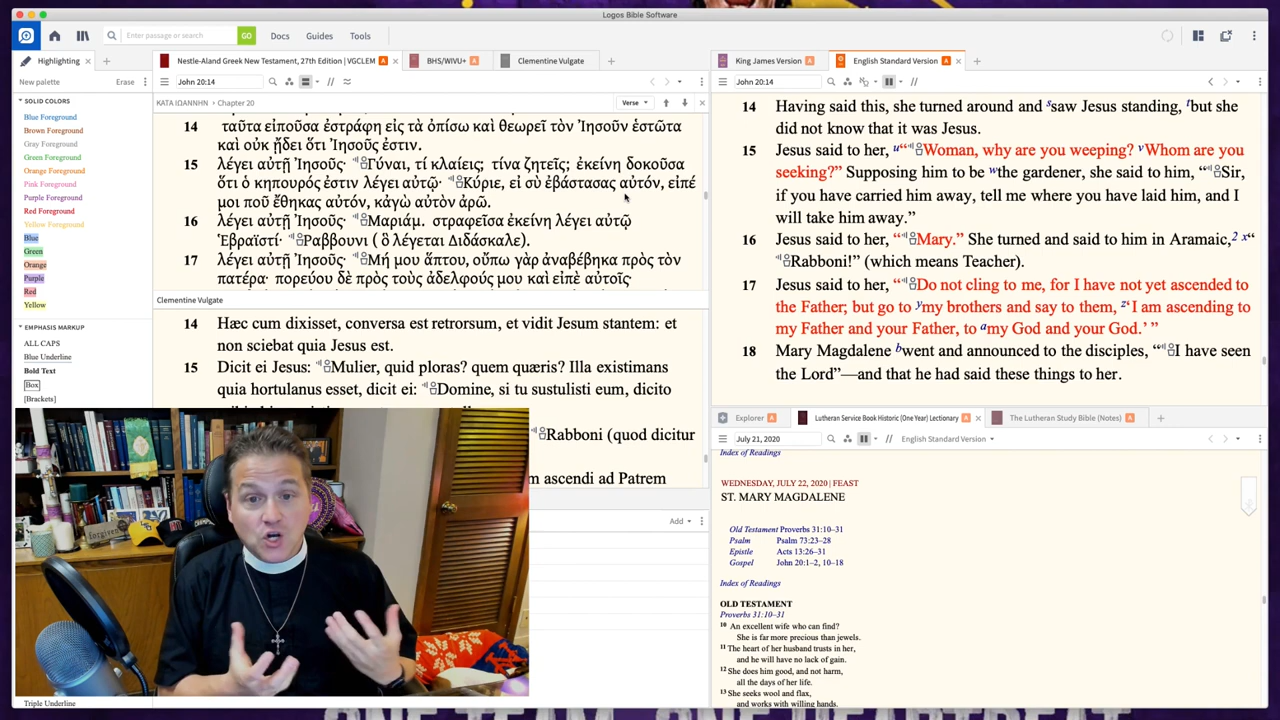 Logos Bible Software
Enter passage or search
GO
Docs
Guides
Tools
Highlighting
New palette
Erase
SOLID COLORS
Blue Foreground
Brown Foreground
Gray Foreground
Green Foreground
Orange Foreground
Pink Foreground
Purple Foreground
Red Foreground
Yellow Foreground
Blue
Green
Orange
Purple
Red
Yellow
EMPHASIS MARKUP
ALL CAPS
Blue Underline
Bold Text
Box
[Brackets]
Triple Underline
Nestle-Aland Greek New Testament, 27th Edition | VGCLEM A
BHS/WIVU+ A
Clementine Vulgate
John 20:14
ΚΑΤΑ ΙΩΑΝΝΗΝ › Chapter 20
Verse
14 ταῦτα εἰποῦσα ἐστράφη εἰς τὰ ὀπίσω καὶ θεωρεῖ τὸν Ἰησοῦν ἑστῶτα
καὶ οὐκ ᾔδει ὅτι Ἰησοῦς ἐστιν.
15 λέγει αὐτῇ Ἰησοῦς· Γύναι, τί κλαίεις; τίνα ζητεῖς; ἐκείνη δοκοῦσα
ὅτι ὁ κηπουρός ἐστιν λέγει αὐτῷ· Κύριε, εἰ σὺ ἐβάστασας αὐτόν, εἰπέ
μοι ποῦ ἔθηκας αὐτόν, κἀγὼ αὐτὸν ἀρῶ.
16 λέγει αὐτῇ Ἰησοῦς· Μαριάμ. στραφεῖσα ἐκείνη λέγει αὐτῷ
Ἑβραϊστί· Ραββουνι ( ὃ λέγεται Διδάσκαλε).
17 λέγει αὐτῇ Ἰησοῦς· Μή μου ἅπτου, οὔπω γὰρ ἀναβέβηκα πρὸς τὸν
πατέρα· πορεύου δὲ πρὸς τοὺς ἀδελφούς μου καὶ εἰπὲ αὐτοῖς·
Clementine Vulgate
14 Hæc cum dixisset, conversa est retrorsum, et vidit Jesum stantem: et
non sciebat quia Jesus est.
15 Dicit ei Jesus: Mulier, quid ploras? quem quæris? Illa existimans
quia hortulanus esset, dicit ei: Domine, si tu sustulisti eum, dicito
Rabboni (quod dicitur
m ascendi ad Patrem
Add
King James Version A
English Standard Version A
John 20:14
14 Having said this, she turned around and s saw Jesus standing, t but she
did not know that it was Jesus.
15 Jesus said to her, u “Woman, why are you weeping? v Whom are you
seeking?” Supposing him to be w the gardener, she said to him, “Sir,
if you have carried him away, tell me where you have laid him, and I
will take him away.”
16 Jesus said to her, “Mary.” She turned and said to him in Aramaic,2 x “
Rabboni!” (which means Teacher).
17 Jesus said to her, “Do not cling to me, for I have not yet ascended to
the Father; but go to y my brothers and say to them, z ‘I am ascending to
my Father and your Father, to a my God and your God.’ ”
18 Mary Magdalene b went and announced to the disciples, “I have seen
the Lord”—and that he had said these things to her.
Explorer A
Lutheran Service Book Historic (One Year) Lectionary A
The Lutheran Study Bible (Notes) A
July 21, 2020
English Standard Version
Index of Readings
WEDNESDAY, JULY 22, 2020 | FEAST
ST. MARY MAGDALENE
Old Testament Proverbs 31:10–31
Psalm Psalm 73:23–28
Epistle Acts 13:26–31
Gospel John 20:1–2, 10–18
Index of Readings
OLD TESTAMENT
Proverbs 31:10–31
10 An excellent wife who can find?
She is far more precious than jewels.
11 The heart of her husband trusts in her,
and he will have no lack of gain.
12 She does him good, and not harm,
all the days of her life.
13 She seeks wool and flax,
and works with willing hands.